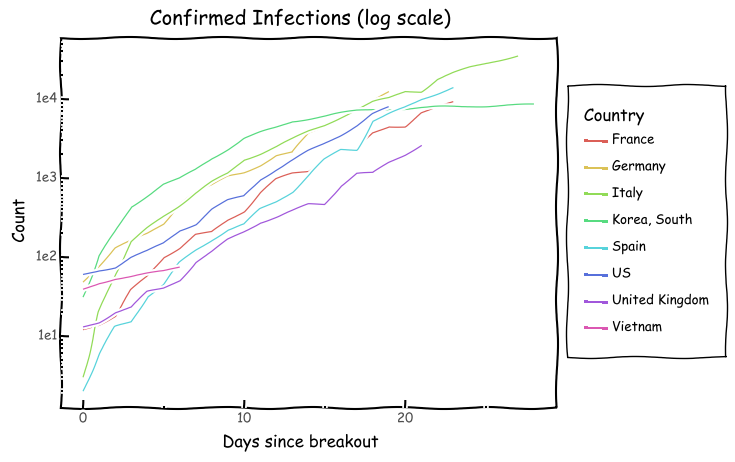 Confirmed Infections (log scale)
Count
1e4
1e3
1e2
1e1
0
10
20
Days since breakout
Country
France
Germany
Italy
Korea, South
Spain
US
United Kingdom
Vietnam